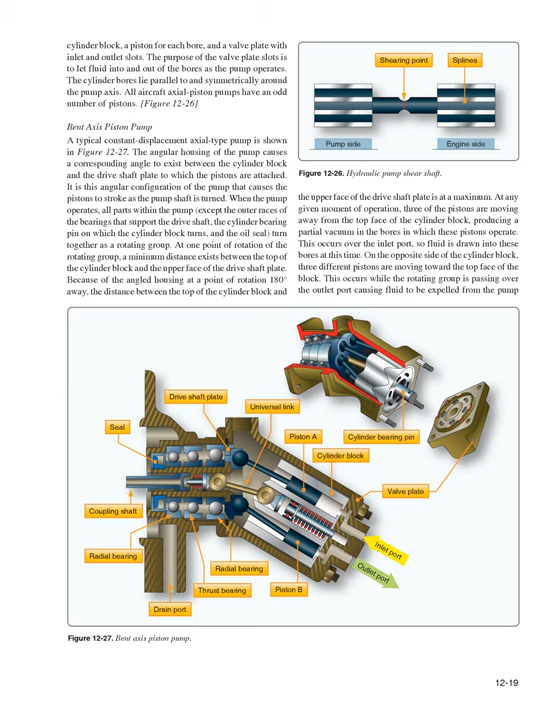 cylinder block, a piston for each bore, and a valve plate with
inlet and outlet slots. The purpose of the valve plate slots is
to let fluid into and out of the bores as the pump operates.
The cylinder bores lie parallel to and symmetrically around
the pump axis. All aircraft axial-piston pumps have an odd
number of pistons. [Figure 12-26]
Bent Axis Piston Pump
A typical constant-displacement axial-type pump is shown
in Figure 12-27. The angular housing of the pump causes
a corresponding angle to exist between the cylinder block
and the drive shaft plate to which the pistons are attached.
It is this angular configuration of the pump that causes the
pistons to stroke as the pump shaft is turned. When the pump
operates, all parts within the pump (except the outer races of
the bearings that support the drive shaft, the cylinder bearing
pin on which the cylinder block turns, and the oil seal) turn
together as a rotating group. At one point of rotation of the
rotating group, a minimum distance exists between the top of
the cylinder block and the upper face of the drive shaft plate.
Because of the angled housing at a point of rotation 180°
away, the distance between the top of the cylinder block and
Shearing point
Splines
Pump side
Engine side
Figure 12-26. Hydraulic pump shear shaft.
the upper face of the drive shaft plate is at a maximum. At any
given moment of operation, three of the pistons are moving
away from the top face of the cylinder block, producing a
partial vacuum in the bores in which these pistons operate.
This occurs over the inlet port, so fluid is drawn into these
bores at this time. On the opposite side of the cylinder block,
three different pistons are moving toward the top face of the
block. This occurs while the rotating group is passing over
the outlet port causing fluid to be expelled from the pump
Drive shaft plate
Universal link
Seal
Piston A
Cylinder bearing pin
Cylinder block
Valve plate
Coupling shaft
Inlet port
Radial bearing
Radial bearing
Outlet port
Thrust bearing
Piston B
Drain port
Figure 12-27. Bent axis piston pump.
12-19